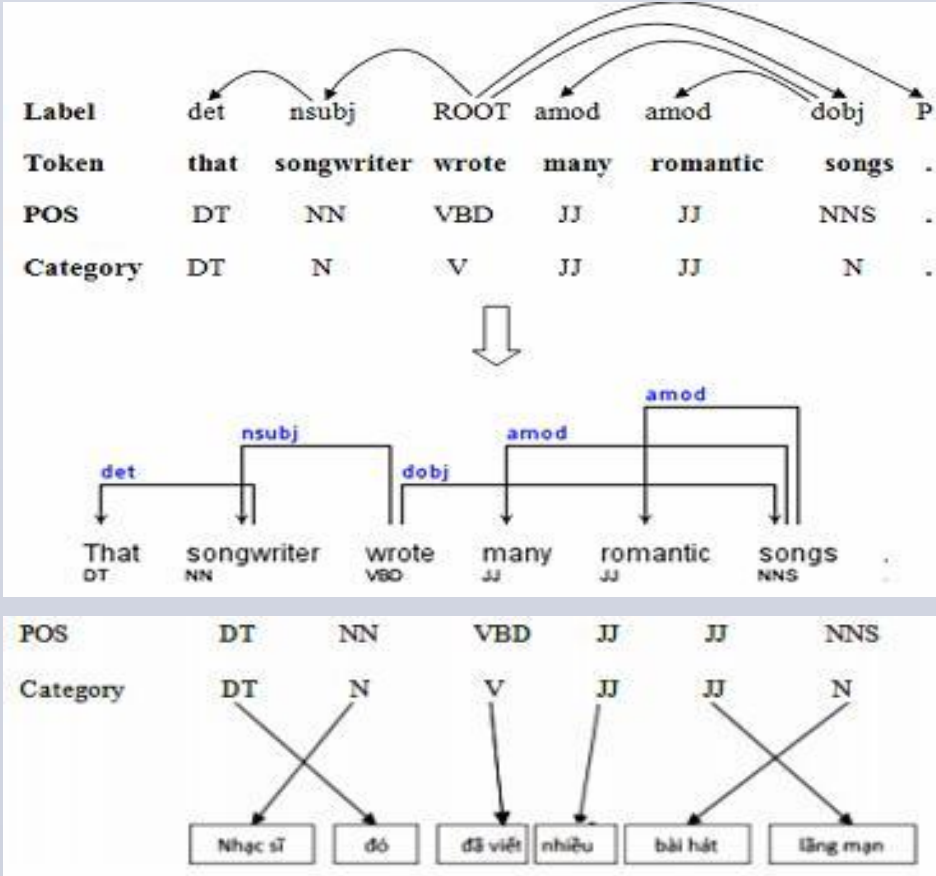 Label det nsubj ROOT amod amod dobj P
Token that songwriter wrote many romantic songs .
POS DT NN VBD JJ JJ NNS .
Category DT N V JJ JJ N .
amod
nsubj amod
det dobj
That songwriter wrote many romantic songs .
DT NN VBD JJ JJ NNS .
POS DT NN VBD JJ JJ NNS
Category DT N V JJ JJ N
Nhạc sĩ đó đã viết nhiều bài hát lãng mạn